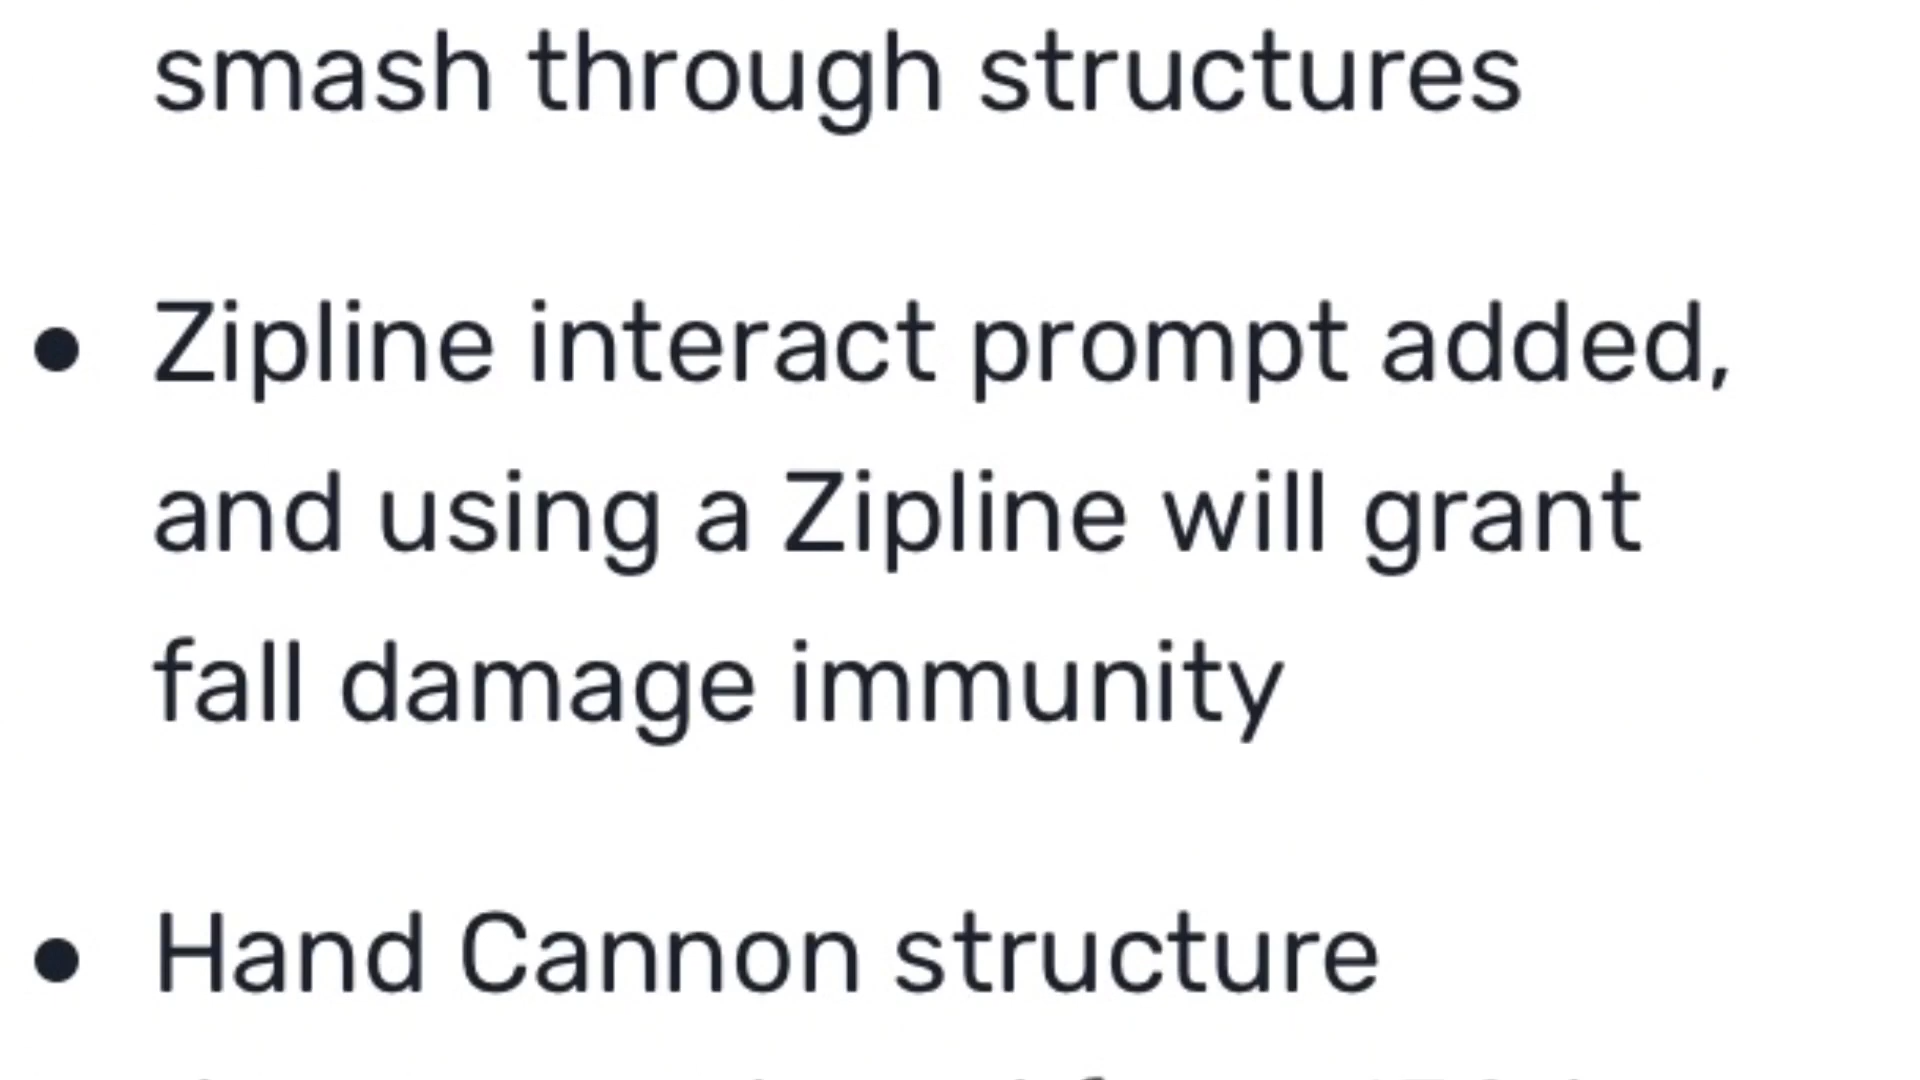 smash through structures
• Zipline interact prompt added,
and using a Zipline will grant
fall damage immunity
• Hand Cannon structure